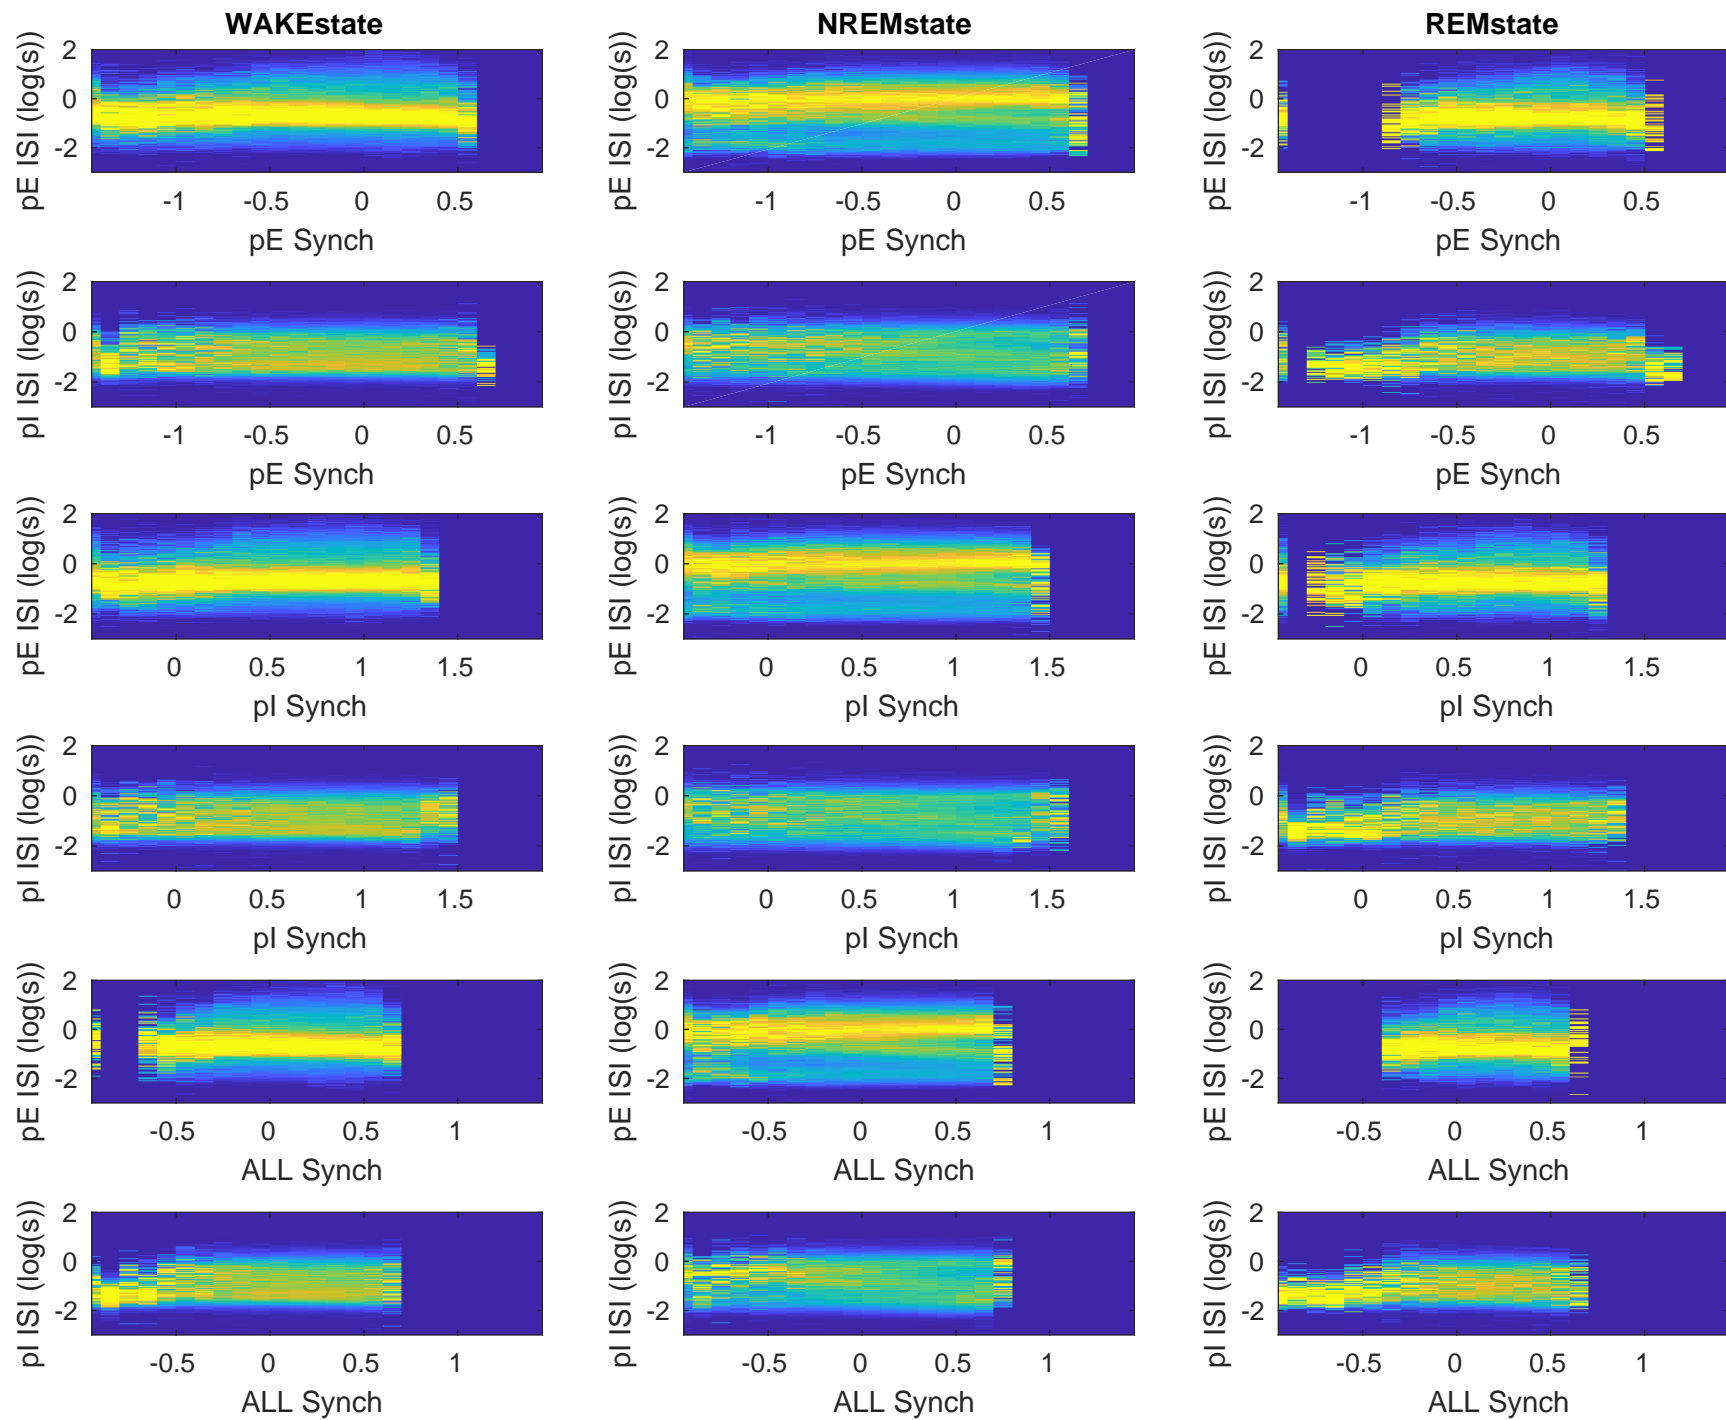 WAKEstate NREMstate REMstate
pE ISI (log(s)) 2 0 -2 pE ISI (log(s)) 2 0 -2 pE ISI (log(s)) 2 0 -2
-1 -0.5 0 0.5 -1 -0.5 0 0.5 -1 -0.5 0 0.5
pE Synch pE Synch pE Synch
pI ISI (log(s)) 2 0 -2 pI ISI (log(s)) 2 0 -2 pI ISI (log(s)) 2 0 -2
-1 -0.5 0 0.5 -1 -0.5 0 0.5 -1 -0.5 0 0.5
pE Synch pE Synch pE Synch
pE ISI (log(s)) 2 0 -2 pE ISI (log(s)) 2 0 -2 pE ISI (log(s)) 2 0 -2
0 0.5 1 1.5 0 0.5 1 1.5 0 0.5 1 1.5
pI Synch pI Synch pI Synch
pI ISI (log(s)) 2 0 -2 pI ISI (log(s)) 2 0 -2 pI ISI (log(s)) 2 0 -2
0 0.5 1 1.5 0 0.5 1 1.5 0 0.5 1 1.5
pI Synch pI Synch pI Synch
pE ISI (log(s)) 2 0 -2 pE ISI (log(s)) 2 0 -2 pE ISI (log(s)) 2 0 -2
-0.5 0 0.5 1 -0.5 0 0.5 1 -0.5 0 0.5 1
ALL Synch ALL Synch ALL Synch
pI ISI (log(s)) 2 0 -2 pI ISI (log(s)) 2 0 -2 pI ISI (log(s)) 2 0 -2
-0.5 0 0.5 1 -0.5 0 0.5 1 -0.5 0 0.5 1
ALL Synch ALL Synch ALL Synch